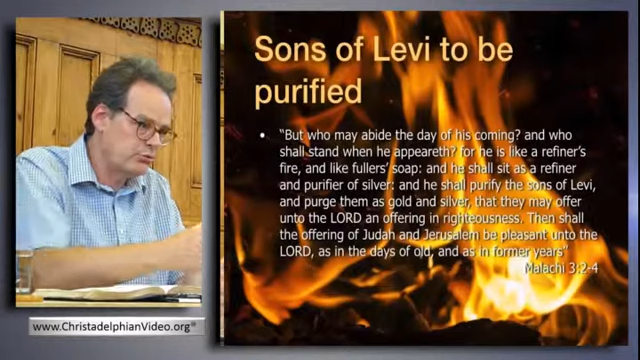 Sons of Levi to be
purified
• "But who may abide the day of his coming? and who
shall stand when he appeareth? for he is like a refiner's
fire, and like fullers' soap: and he shall sit as a refiner
and purifier of silver: and he shall purify the sons of Levi,
and purge them as gold and silver, that they may offer
unto the LORD an offering in righteousness. Then shall
the offering of Judah and Jerusalem be pleasant unto the
LORD, as in the days of old, and as in former years"
Malachi 3:2-4
www.ChristadelphianVideo.org®